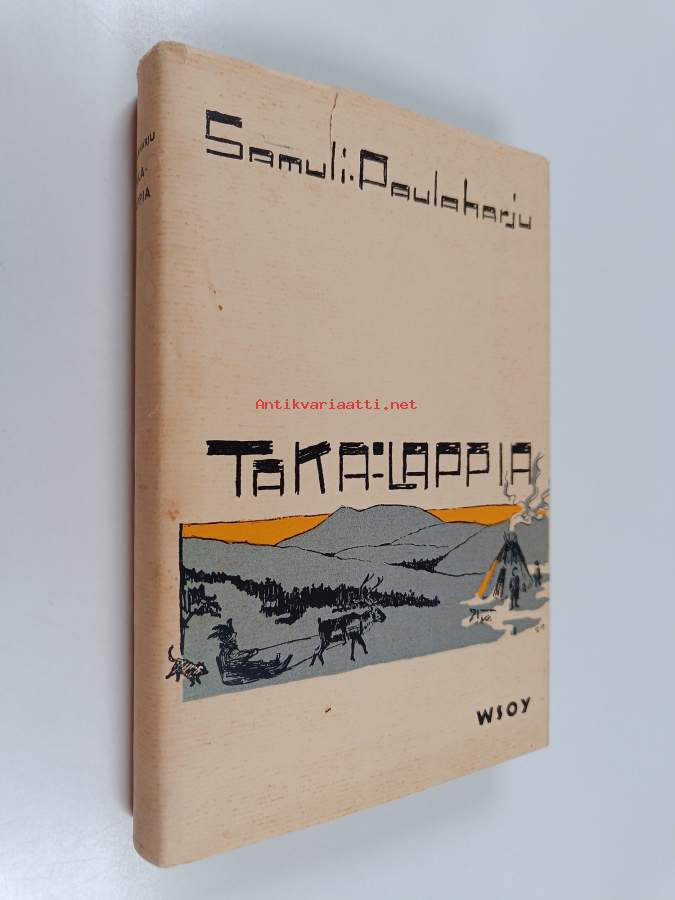 Samuli Paulaharju
TAKA-LAPPIA
WSOY
Antikvariaatti.net